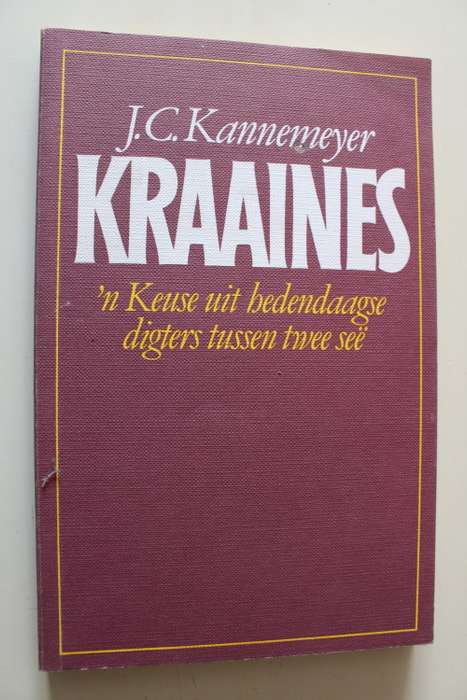 J.C. Kannemeyer
KRAAINES
'n Keuse uit hedendaagse
digters tussen twee seë